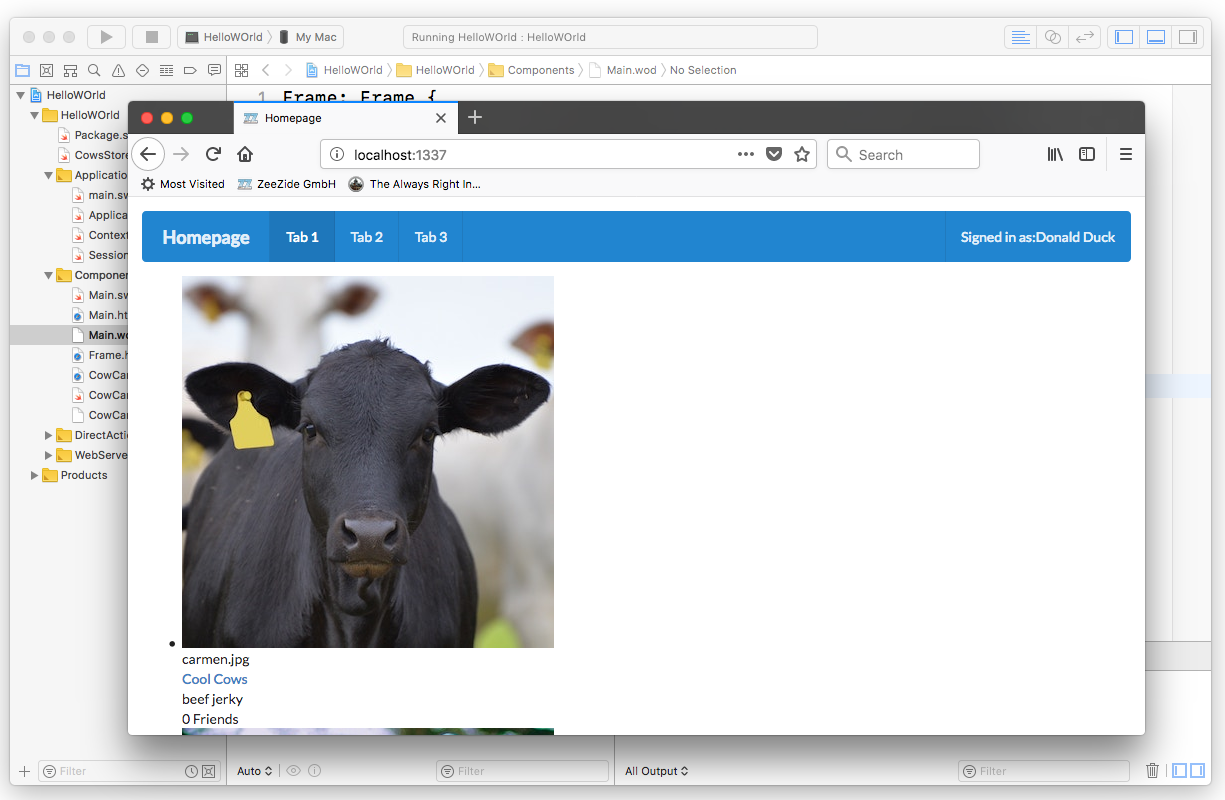 HelloWOrld My Mac Running HelloWOrld : HelloWOrld
HelloWOrld HelloWOrld Components Main.wod No Selection
HelloWOrld
HelloWOrld
Package.s
CowsStore
Applicatio
main.sw
Applica
Context
Session
Componer
Main.sw
Main.ht
Main.wo
Frame.h
CowCar
CowCar
CowCar
DirectActi
WebServe
Products
1 Frame: Frame {
Homepage
localhost:1337
Search
Most Visited ZeeZide GmbH The Always Right In...
Homepage Tab 1 Tab 2 Tab 3 Signed in as:Donald Duck
carmen.jpg
Cool Cows
beef jerky
0 Friends
Filter Auto Filter All Output Filter